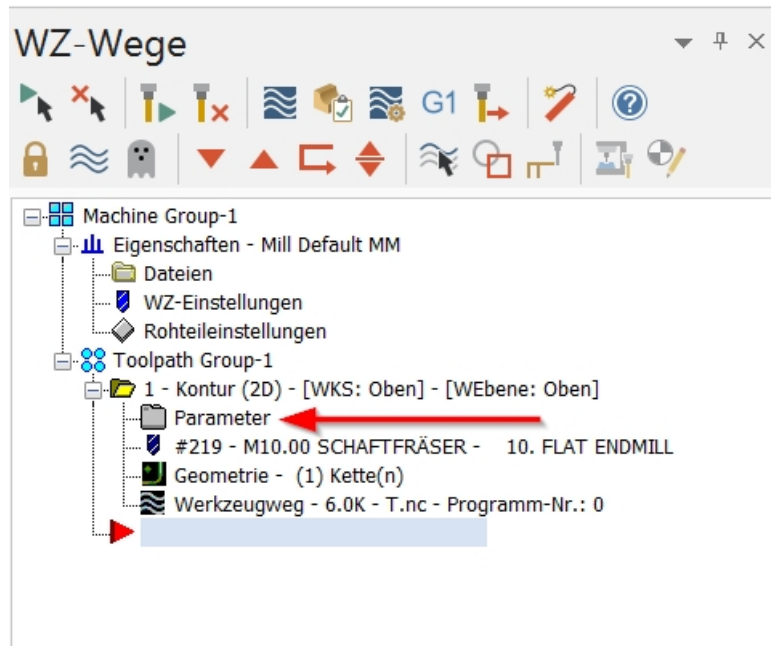 WZ-Wege
G1
Machine Group-1
Eigenschaften - Mill Default MM
Dateien
WZ-Einstellungen
Rohteileinstellungen
Toolpath Group-1
1 - Kontur (2D) - [WKS: Oben] - [WEbene: Oben]
Parameter
#219 - M10.00 SCHAFTFRÄSER - 10. FLAT ENDMILL
Geometrie - (1) Kette(n)
Werkzeugweg - 6.0K - T.nc - Programm-Nr.: 0